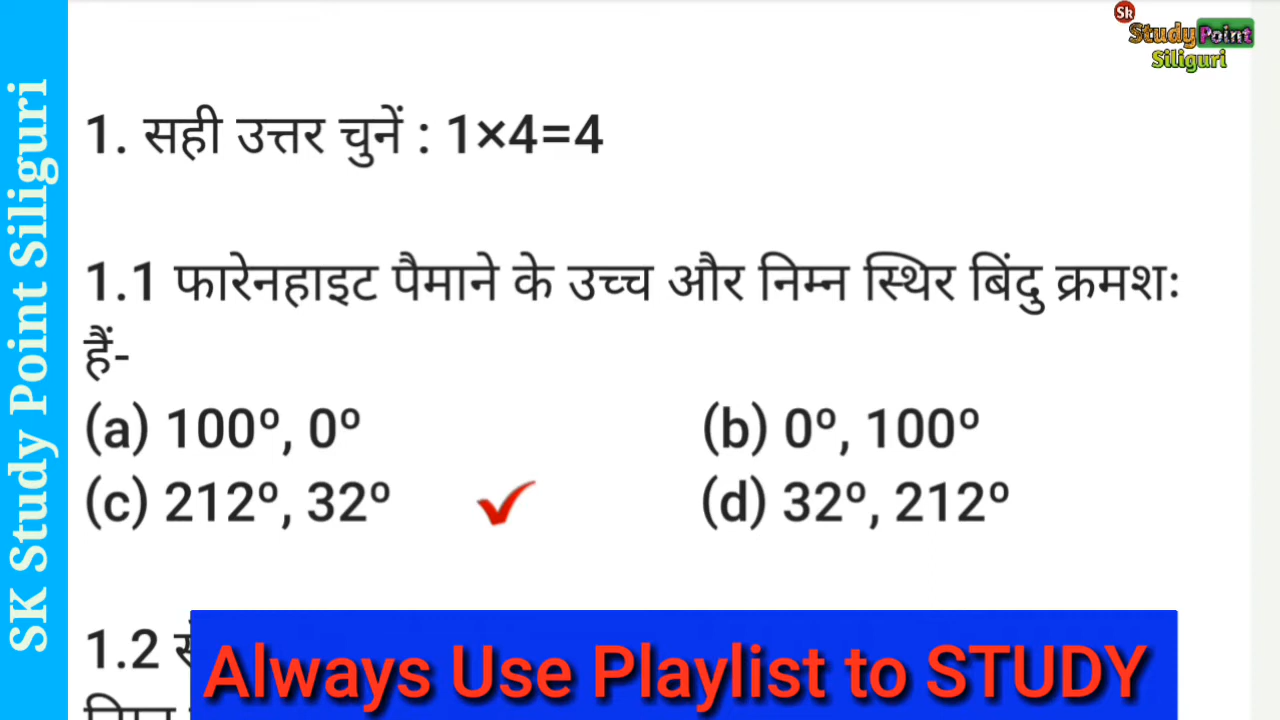 Sk
Study Point
Siliguri
SK Study Point Siliguri
1. सही उत्तर चुनें : 1×4=4
1.1 फारेनहाइट पैमाने के उच्च और निम्न स्थिर बिंदु क्रमशः
हैं-
(a) 100º, 0º (b) 0º, 100º
(c) 212º, 32º (d) 32º, 212º
1.2
Always Use Playlist to STUDY